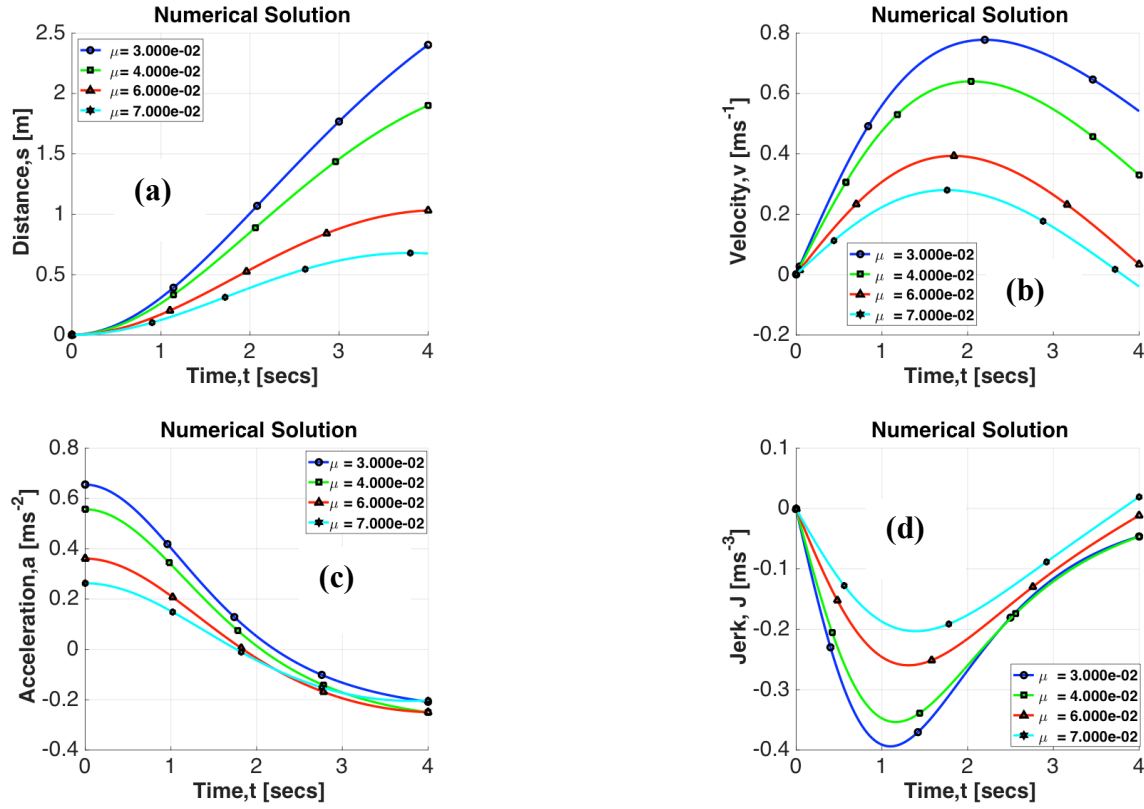 Numerical Solution
2.5
2
1.5
1
0.5
0
Distance,s [m]
μ= 3.000e-02
μ= 4.000e-02
μ= 6.000e-02
μ= 7.000e-02
(a)
0 1 2 3 4
Time,t [secs]
Numerical Solution
0.8
0.6
0.4
0.2
0
-0.2
Velocity,v [ms-1]
μ = 3.000e-02
μ = 4.000e-02
μ = 6.000e-02
μ = 7.000e-02
(b)
0 1 2 3 4
Time,t [secs]
Numerical Solution
0.8
0.6
0.4
0.2
0
-0.2
-0.4
Acceleration,a [ms-2]
μ = 3.000e-02
μ = 4.000e-02
μ = 6.000e-02
μ = 7.000e-02
(c)
0 1 2 3 4
Time,t [secs]
Numerical Solution
0.1
0
-0.1
-0.2
-0.3
-0.4
Jerk, J [ms-3]
(d)
μ = 3.000e-02
μ = 4.000e-02
μ = 6.000e-02
μ = 7.000e-02
0 1 2 3 4
Time,t [secs]